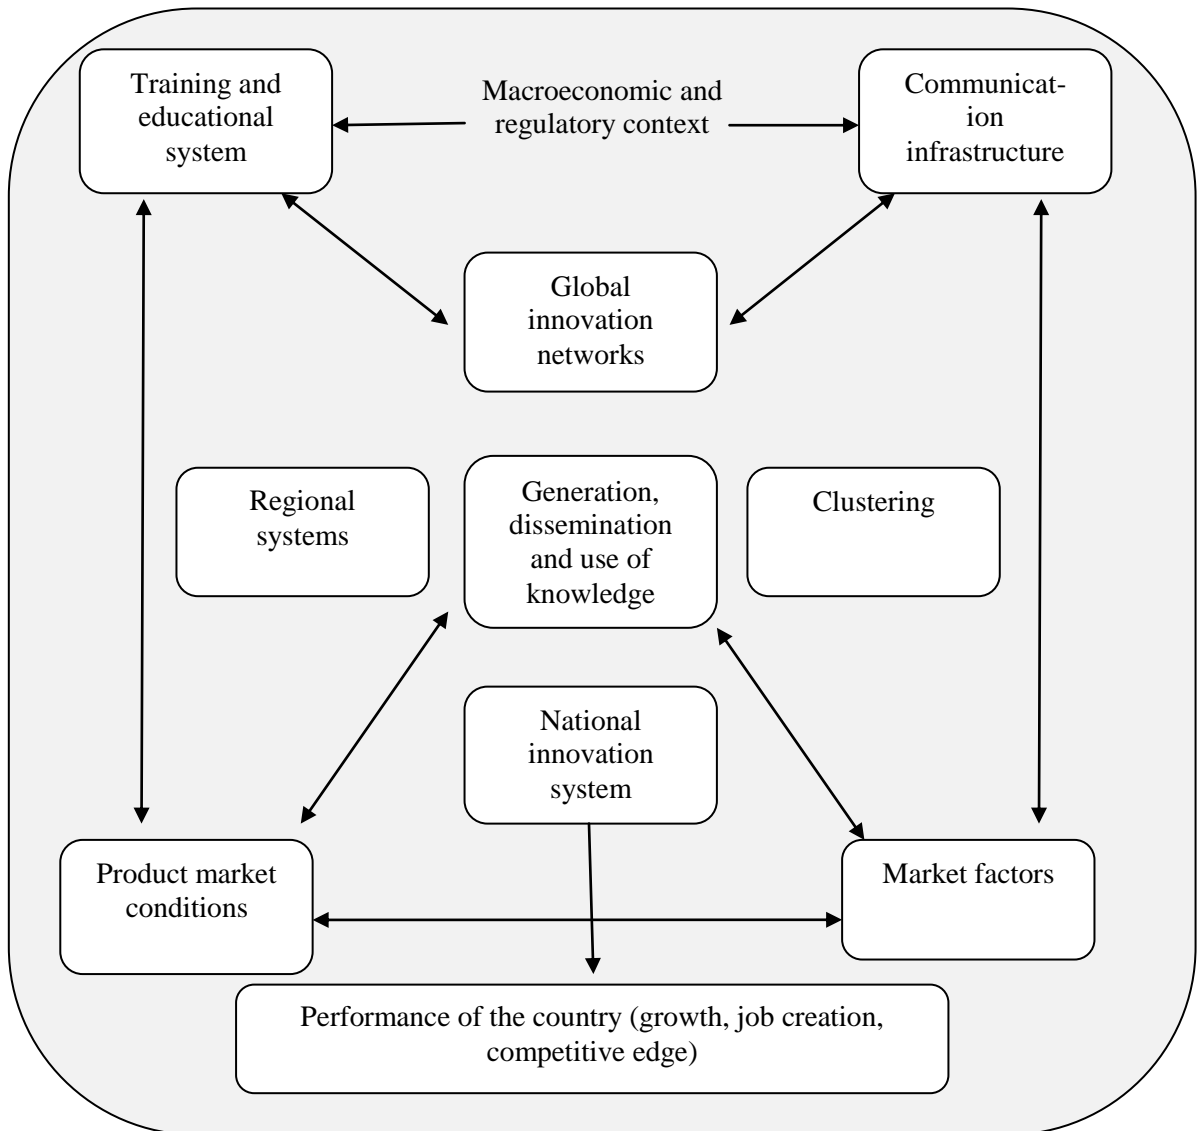 Training and
educational
system
Macroeconomic and
regulatory context
Communicat-
ion
infrastructure
Global
innovation
networks
Regional
systems
Generation,
dissemination
and use of
knowledge
Clustering
National
innovation
system
Product market
conditions
Market factors
Performance of the country (growth, job creation,
competitive edge)